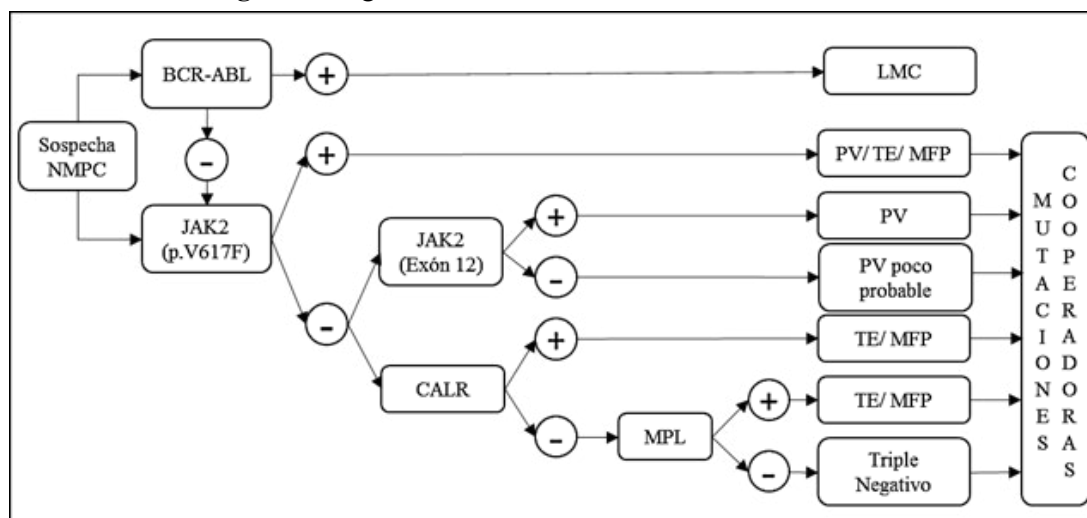 BCR-ABL
+
LMC
Sospecha
NMPC
-
+
PV/ TE/ MFP
JAK2
(p.V617F)
JAK2
(Exón 12)
+
PV
-
PV poco
probable
-
+
TE/ MFP
CALR
+
TE/ MFP
-
MPL
-
Triple
Negativo
MUTACIONES
COOPERADORAS